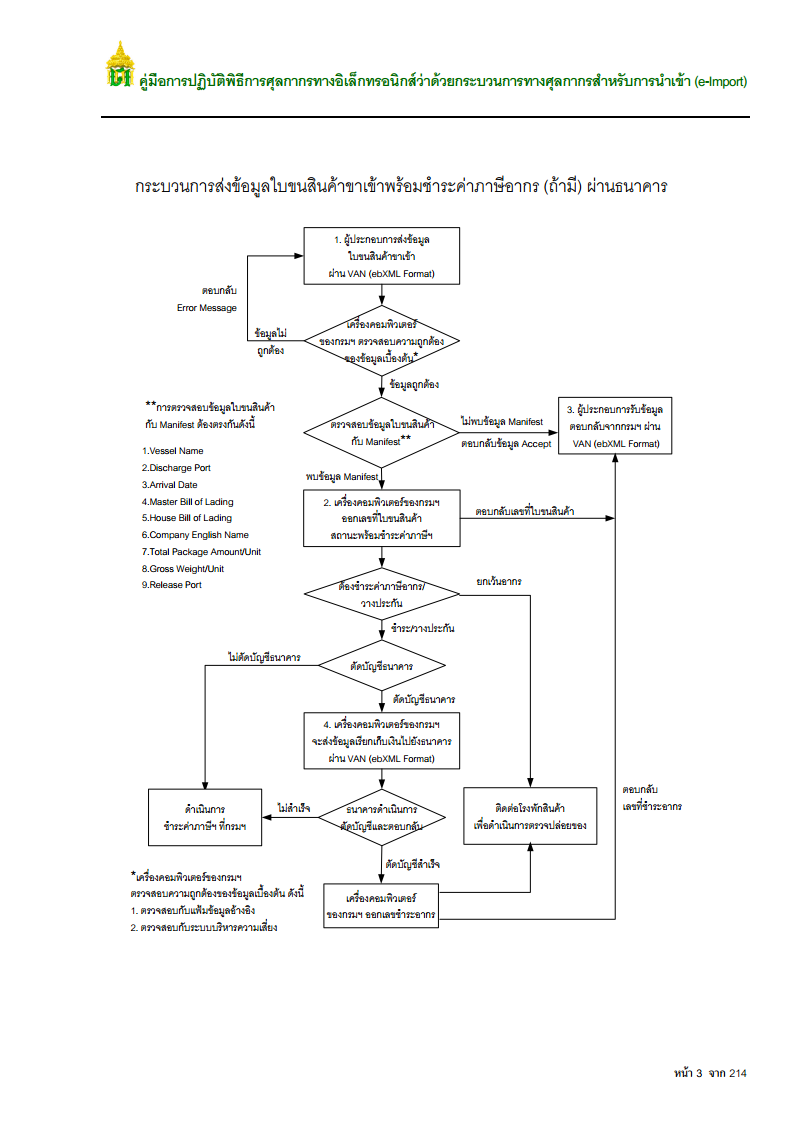 คู่มือการปฏิบัติพิธีการศุลกากรทางอิเล็กทรอนิกส์ว่าด้วยกระบวนการทางศุลกากรสำหรับการนำเข้า (e-Import)
กระบวนการส่งข้อมูลใบขนสินค้าขาเข้าพร้อมชำระค่าภาษีอากร (ถ้ามี) ผ่านธนาคาร
1. ผู้ประกอบการส่งข้อมูล
ใบขนสินค้าขาเข้า
ผ่าน VAN (ebXML Format)
ตอบกลับ
Error Message
ข้อมูลไม่
ถูกต้อง
เครื่องคอมพิวเตอร์
ของกรมฯ ตรวจสอบความถูกต้อง
ของข้อมูลเบื้องต้น*
ข้อมูลถูกต้อง
**การตรวจสอบข้อมูลใบขนสินค้า
กับ Manifest ต้องตรงกันดังนี้
1.Vessel Name
2.Discharge Port
3.Arrival Date
4.Master Bill of Lading
5.House Bill of Lading
6.Company English Name
7.Total Package Amount/Unit
8.Gross Weight/Unit
9.Release Port
ตรวจสอบข้อมูลใบขนสินค้า
กับ Manifest**
ไม่พบข้อมูล Manifest
ตอบกลับข้อมูล Accept
3. ผู้ประกอบการรับข้อมูล
ตอบกลับจากกรมฯ ผ่าน
VAN (ebXML Format)
พบข้อมูล Manifest
2. เครื่องคอมพิวเตอร์ของกรมฯ
ออกเลขที่ใบขนสินค้า
สถานะพร้อมชำระค่าภาษีฯ
ตอบกลับเลขที่ใบขนสินค้า
ต้องชำระค่าภาษีอากร/
วางประกัน
ยกเว้นอากร
ชำระ/วางประกัน
ไม่ตัดบัญชีธนาคาร
ตัดบัญชีธนาคาร
ตัดบัญชีธนาคาร
4. เครื่องคอมพิวเตอร์ของกรมฯ
จะส่งข้อมูลเรียกเก็บเงินไปยังธนาคาร
ผ่าน VAN (ebXML Format)
ตอบกลับ
เลขที่ชำระอากร
ดำเนินการ
ชำระค่าภาษีฯ ที่กรมฯ
ไม่สำเร็จ
ธนาคารดำเนินการ
ตัดบัญชีและตอบกลับ
ติดต่อโรงพักสินค้า
เพื่อดำเนินการตรวจปล่อยของ
ตัดบัญชีสำเร็จ
*เครื่องคอมพิวเตอร์ของกรมฯ
ตรวจสอบความถูกต้องของข้อมูลเบื้องต้น ดังนี้
1. ตรวจสอบกับแฟ้มข้อมูลอ้างอิง
2. ตรวจสอบกับระบบบริหารความเสี่ยง
เครื่องคอมพิวเตอร์
ของกรมฯ ออกเลขชำระอากร
หน้า 3 จาก 214